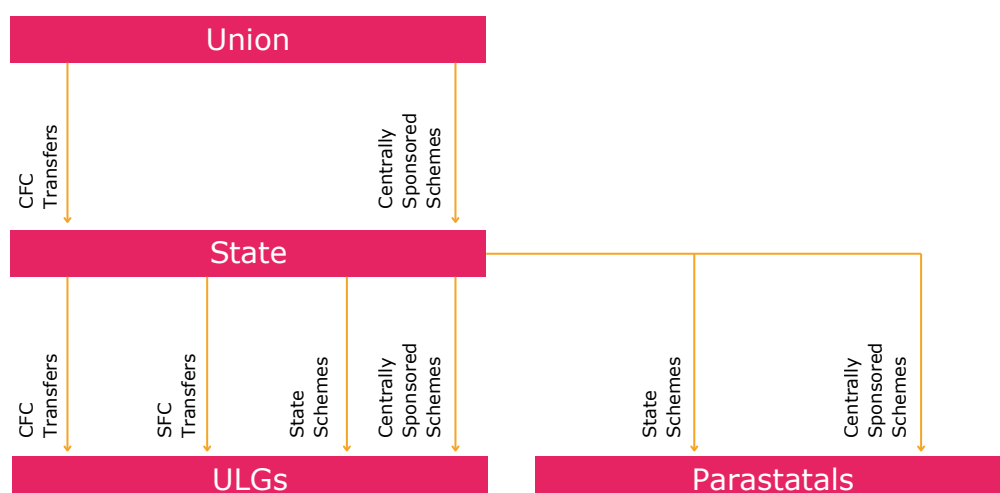 Union
CFC
Transfers
Centrally
Sponsored
Schemes
State
CFC
Transfers
SFC
Transfers
State
Schemes
Centrally
Sponsored
Schemes
State
Schemes
Centrally
Sponsored
Schemes
ULGs
Parastatals